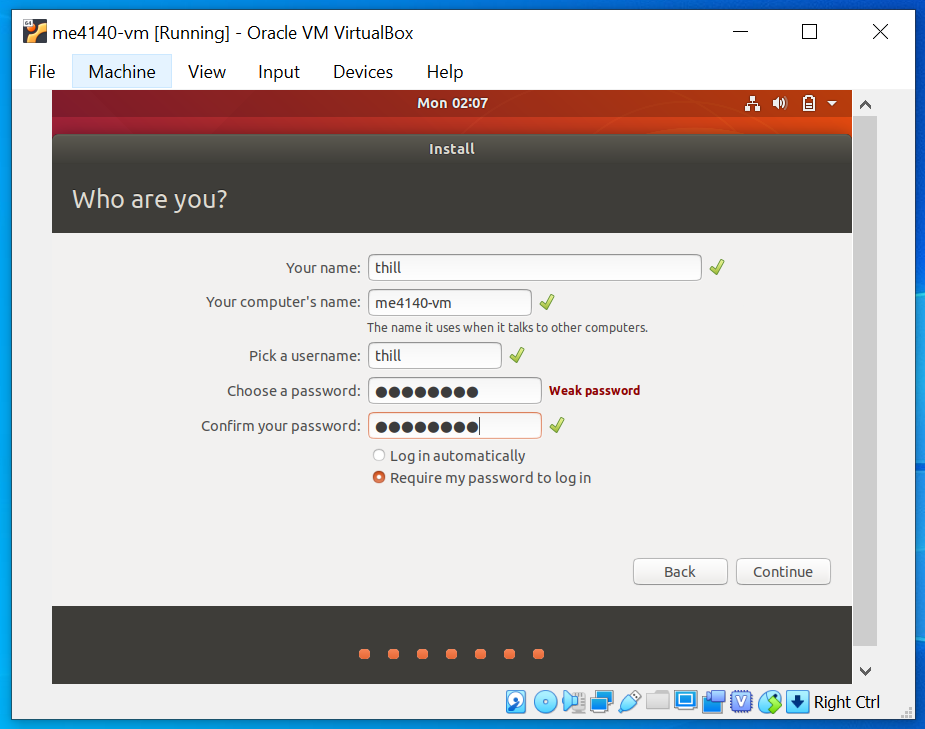 me4140-vm [Running] - Oracle VM VirtualBox
File Machine View Input Devices Help
Mon 02:07
Install
Who are you?
Your name: thill
Your computer's name: me4140-vm
The name it uses when it talks to other computers.
Pick a username: thill
Choose a password: ●●●●●●●● Weak password
Confirm your password: ●●●●●●●●
Log in automatically
Require my password to log in
Back Continue
Right Ctrl